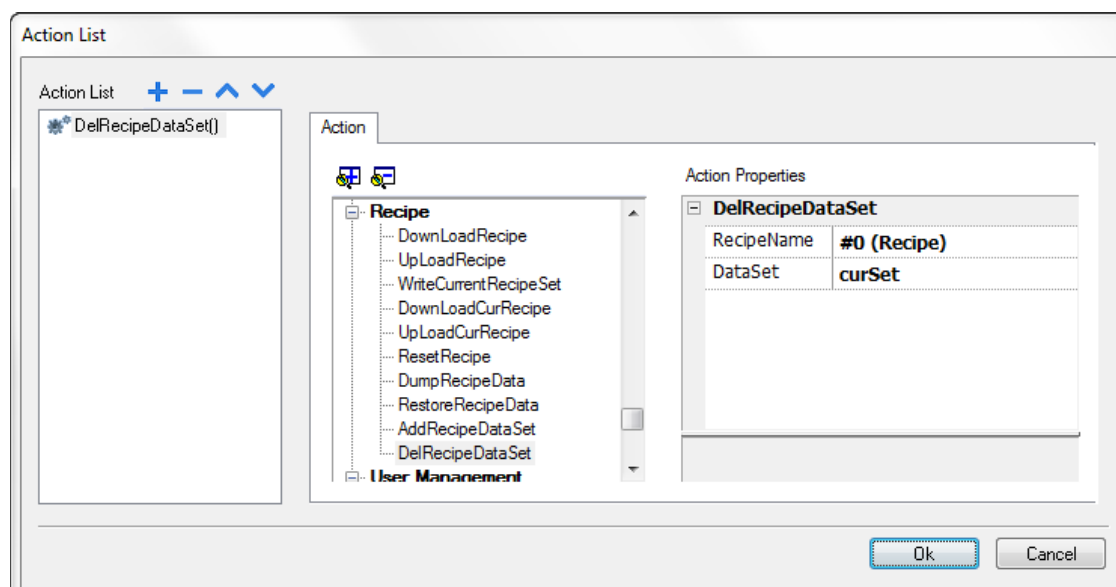 Action List
Action List
DelRecipeDataSet()
Action
Recipe
DownLoadRecipe
UpLoadRecipe
WriteCurrentRecipeSet
DownLoadCurRecipe
UpLoadCurRecipe
ResetRecipe
DumpRecipeData
RestoreRecipeData
AddRecipeDataSet
DelRecipeDataSet
User Management
Action Properties
DelRecipeDataSet
RecipeName #0 (Recipe)
DataSet curSet
Ok Cancel